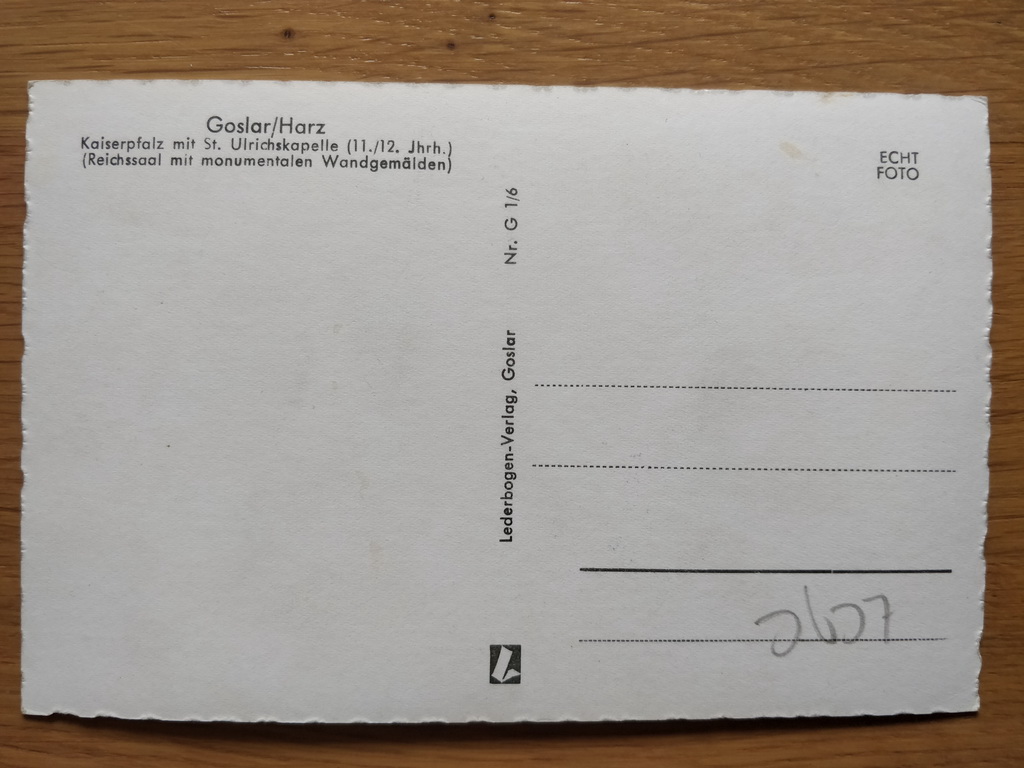 Goslar/Harz
Kaiserpfalz mit St. Ulrichskapelle (11./12. Jhrh.)
(Reichssaal mit monumentalen Wandgemälden)
Nr. G 1/6
Lederbogen-Verlag, Goslar
ECHT
FOTO